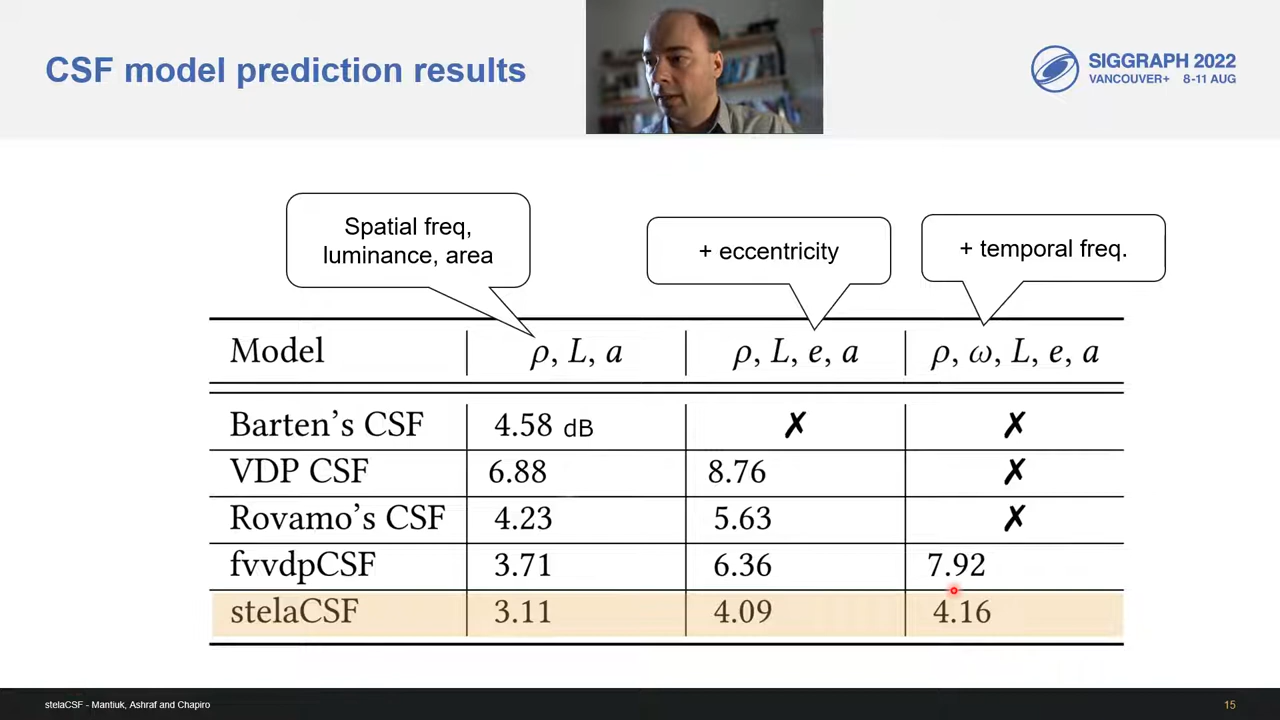 CSF model prediction results
SIGGRAPH 2022
VANCOUVER+ 8-11 AUG
Spatial freq,
luminance, area
+ eccentricity
+ temporal freq.
Model ρ, L, a ρ, L, e, a ρ, ω, L, e, a
Barten’s CSF 4.58 dB ✗ ✗
VDP CSF 6.88 8.76 ✗
Rovamo’s CSF 4.23 5.63 ✗
fvvdpCSF 3.71 6.36 7.92
stelaCSF 3.11 4.09 4.16
stelaCSF - Mantiuk, Ashraf and Chapiro
15